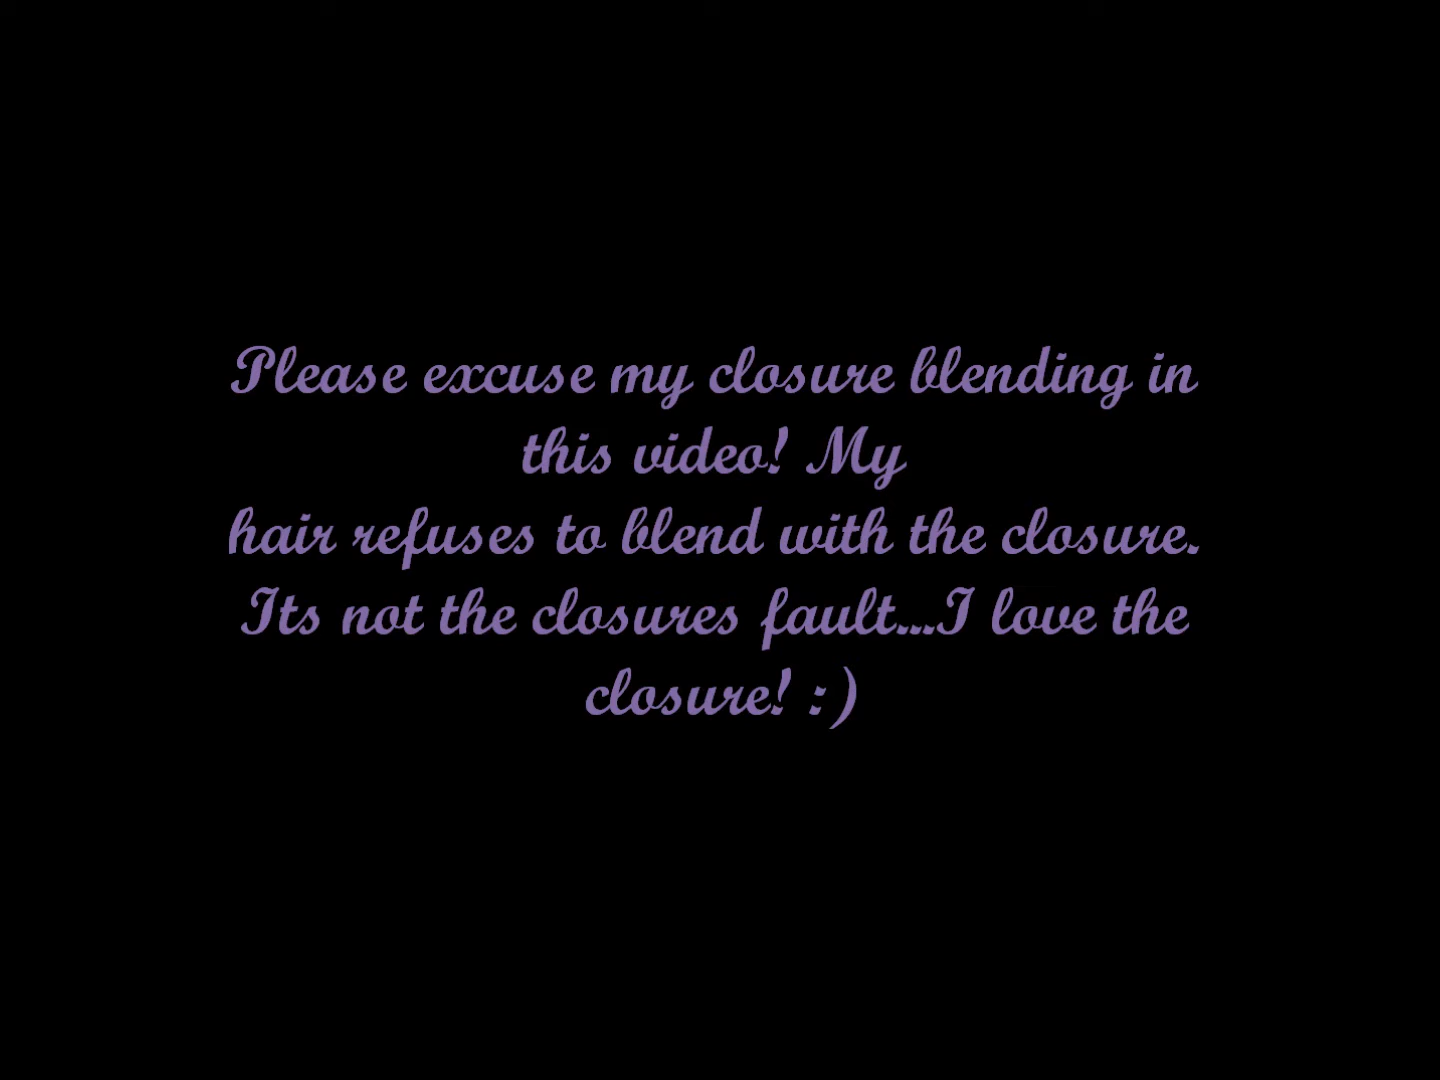 Please excuse my closure blending in
this video! My
hair refuses to blend with the closure.
Its not the closures fault...I love the
closure! :)